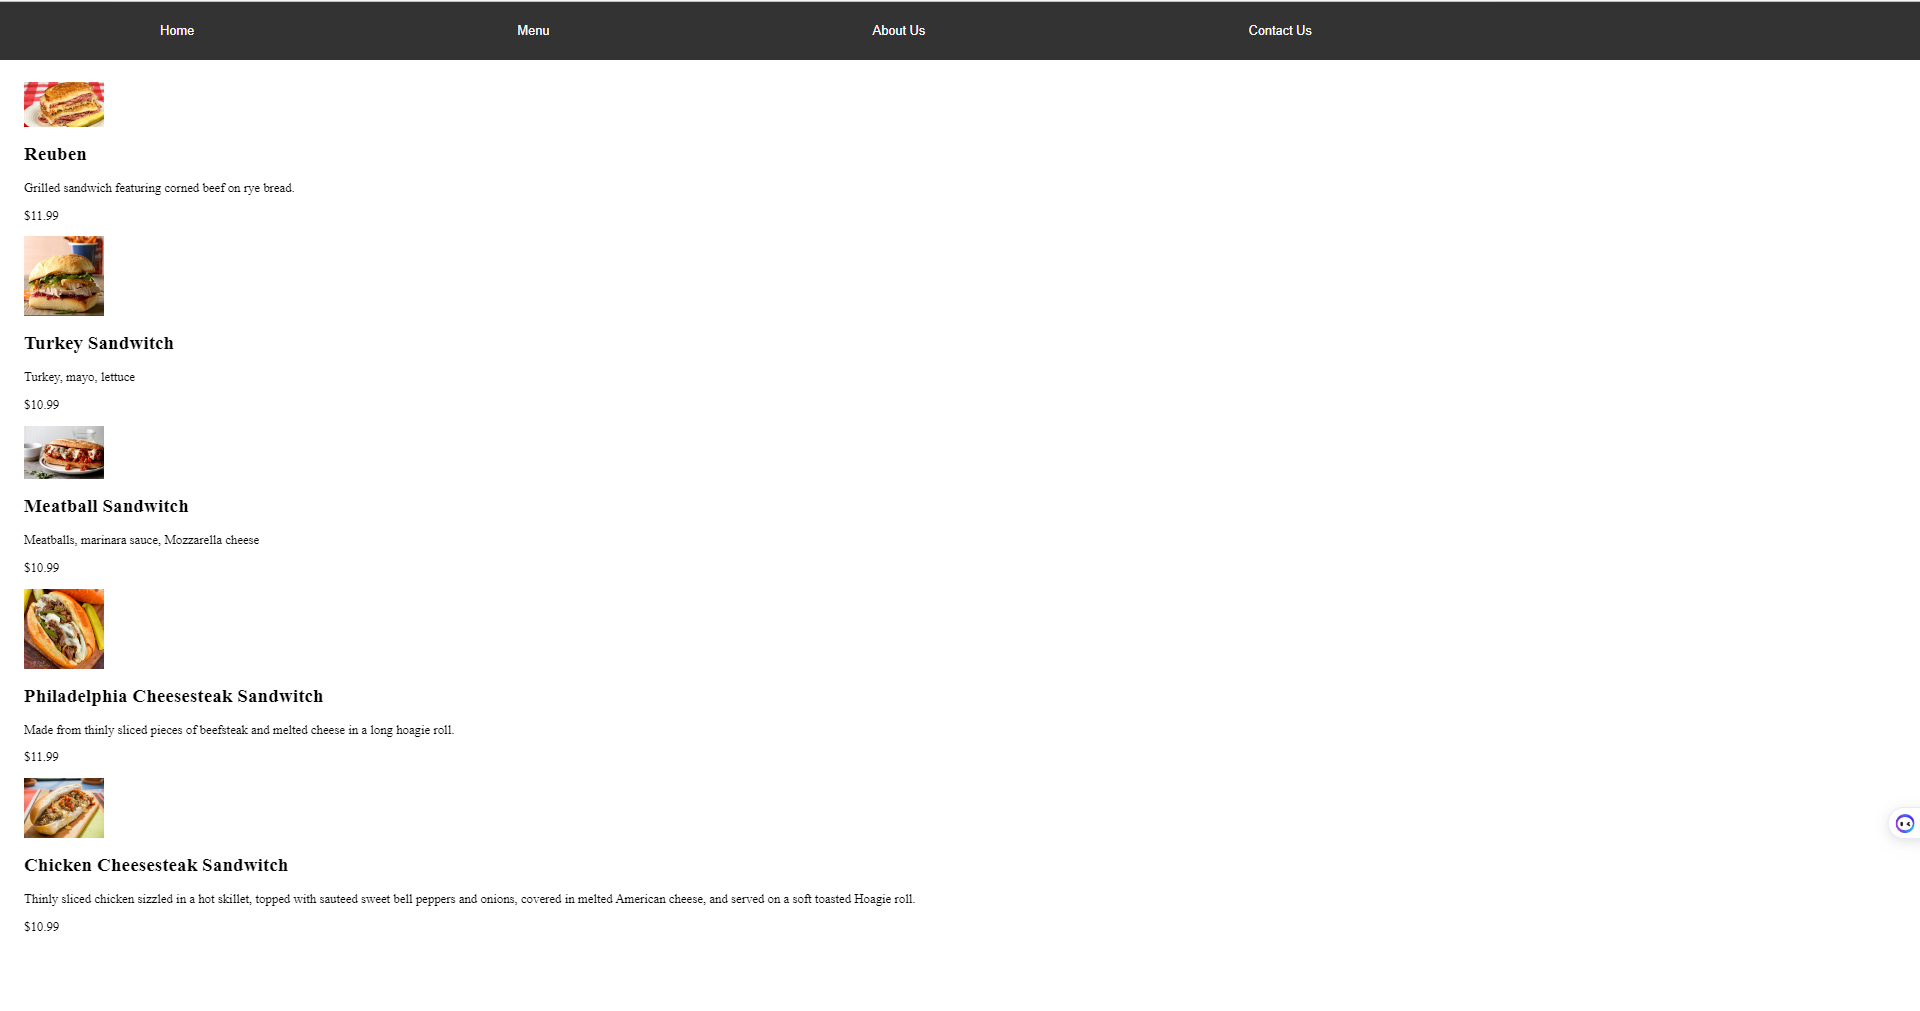 Home Menu About Us Contact Us
Reuben
Grilled sandwich featuring corned beef on rye bread.
$11.99
Turkey Sandwitch
Turkey, mayo, lettuce
$10.99
Meatball Sandwitch
Meatballs, marinara sauce, Mozzarella cheese
$10.99
Philadelphia Cheesesteak Sandwitch
Made from thinly sliced pieces of beefsteak and melted cheese in a long hoagie roll.
$11.99
Chicken Cheesesteak Sandwitch
Thinly sliced chicken sizzled in a hot skillet, topped with sauteed sweet bell peppers and onions, covered in melted American cheese, and served on a soft toasted Hoagie roll.
$10.99